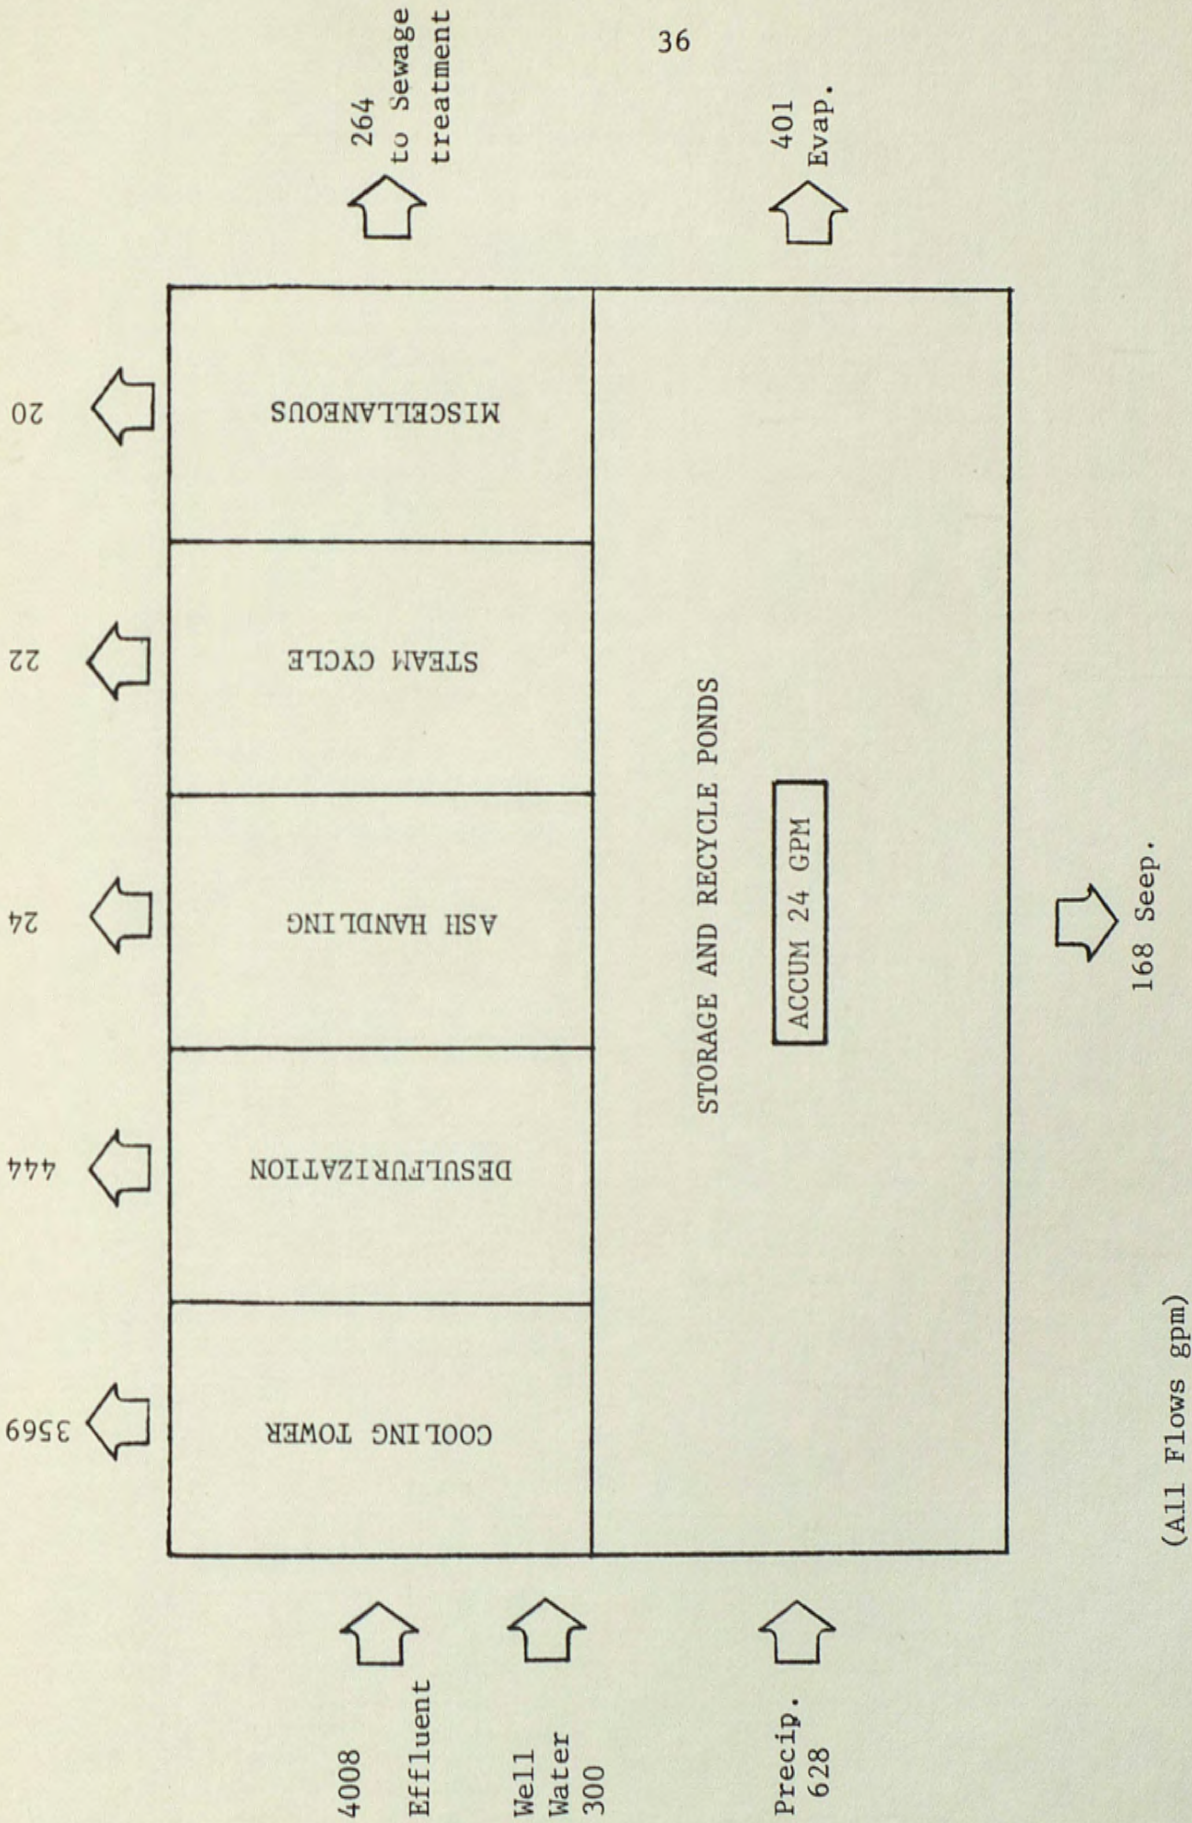 36
3569
444
24
22
20
COOLING TOWER
DESULFURIZATION
ASH HANDLING
STEAM CYCLE
MISCELLANEOUS
4008
Effluent
Well
Water
300
Precip.
628
264
to Sewage
treatment
401
Evap.
STORAGE AND RECYCLE PONDS
ACCUM 24 GPM
168 Seep.
(All Flows gpm)